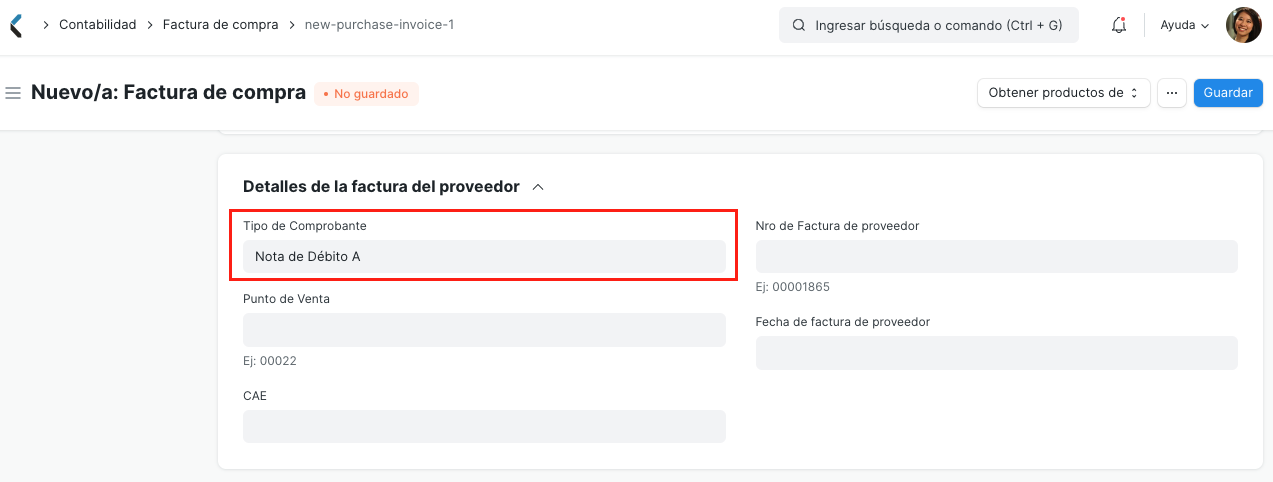 Contabilidad
Factura de compra
new-purchase-invoice-1
Ingresar búsqueda o comando (Ctrl + G)
Ayuda
Nuevo/a: Factura de compra
No guardado
Obtener productos de
Guardar
Detalles de la factura del proveedor
Tipo de Comprobante
Nota de Débito A
Punto de Venta
Ej: 00022
CAE
Nro de Factura de proveedor
Ej: 00001865
Fecha de factura de proveedor